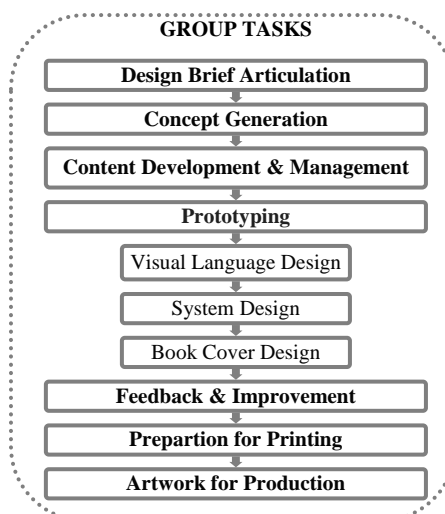 GROUP TASKS
Design Brief Articulation
Concept Generation
Content Development & Management
Prototyping
Visual Language Design
System Design
Book Cover Design
Feedback & Improvement
Prepartion for Printing
Artwork for Production